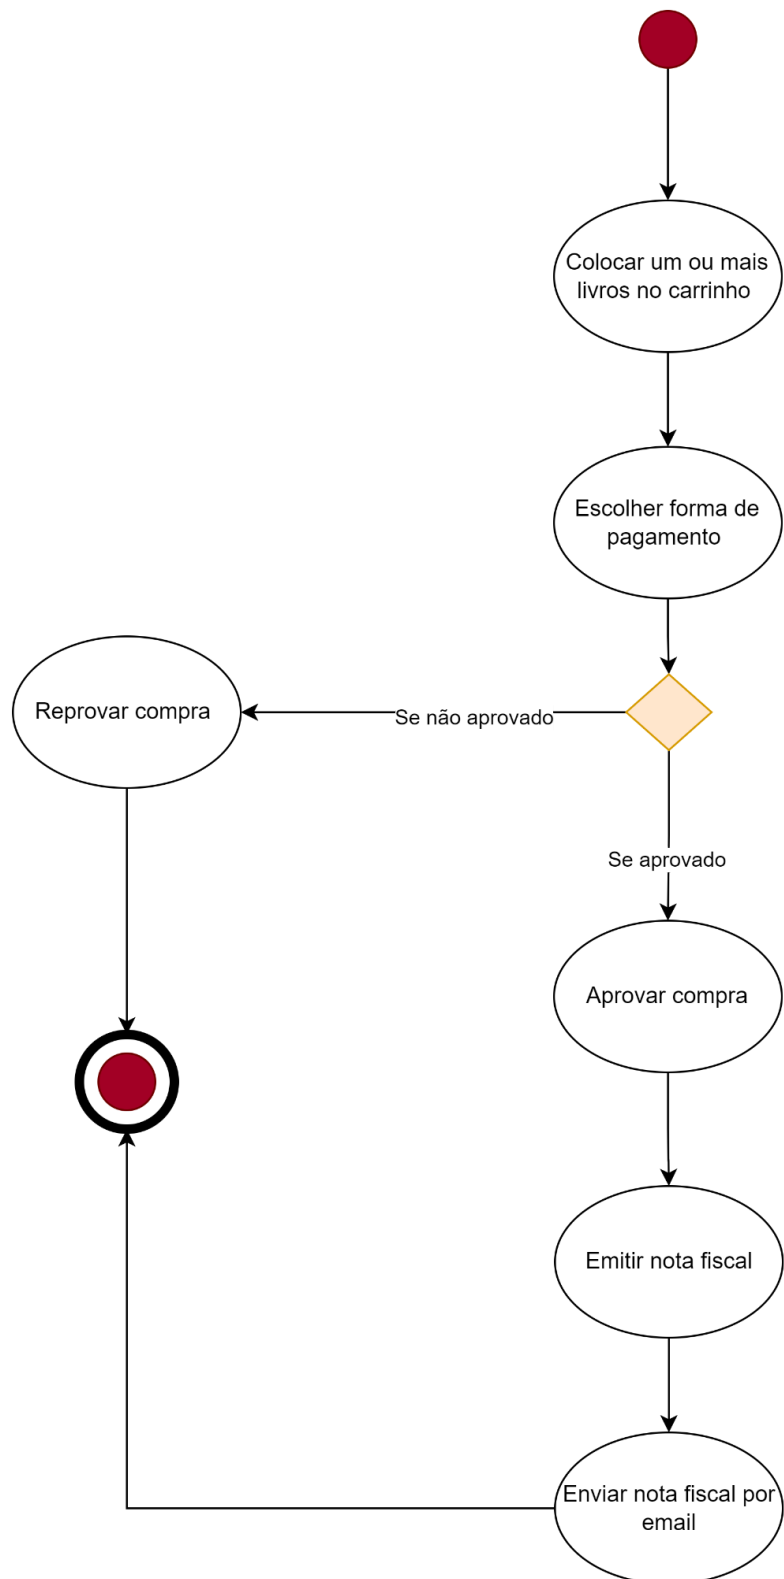 Colocar um ou mais
livros no carrinho
Escolher forma de
pagamento
Reprovar compra
Se não aprovado
Se aprovado
Aprovar compra
Emitir nota fiscal
Enviar nota fiscal por
email